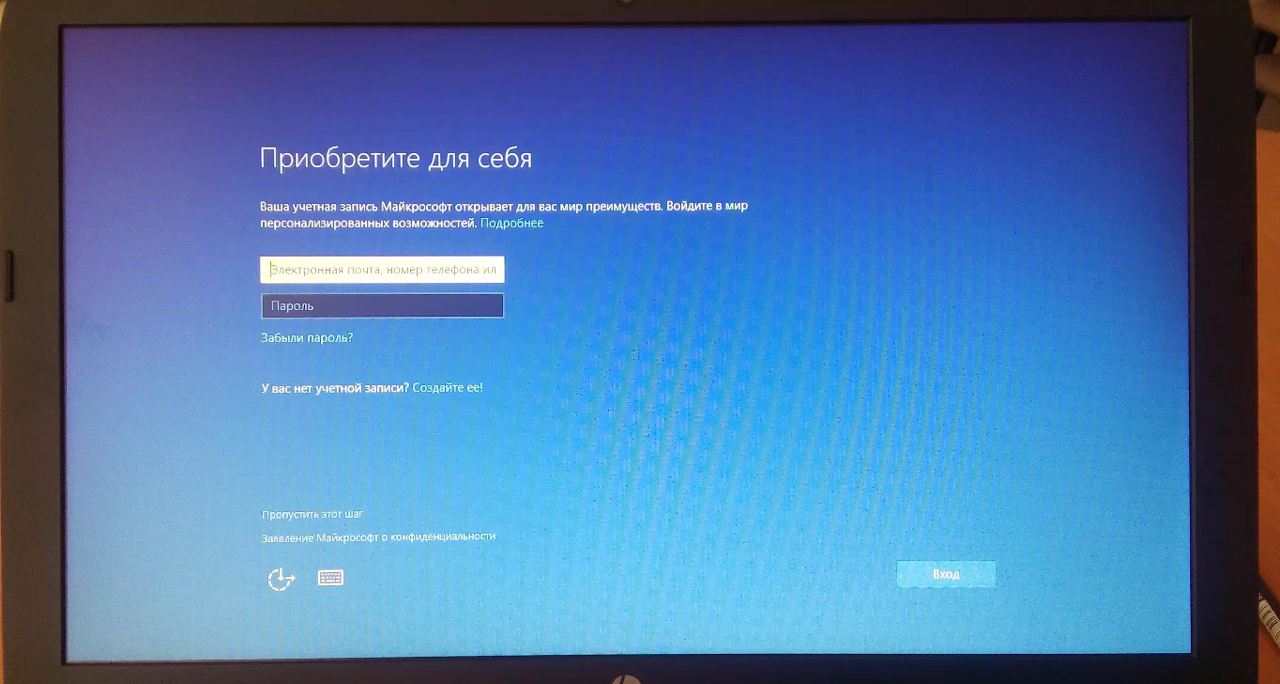 Приобретите для себя
Ваша учетная запись Майкрософт открывает для вас мир преимуществ. Войдите в мир
персонализированных возможностей. Подробнее
Электронная почта, номер телефона ил
Пароль
Забыли пароль?
У вас нет учетной записи? Создайте ее!
Пропустить этот шаг
Заявление Майкрософт о конфиденциальности
Вход